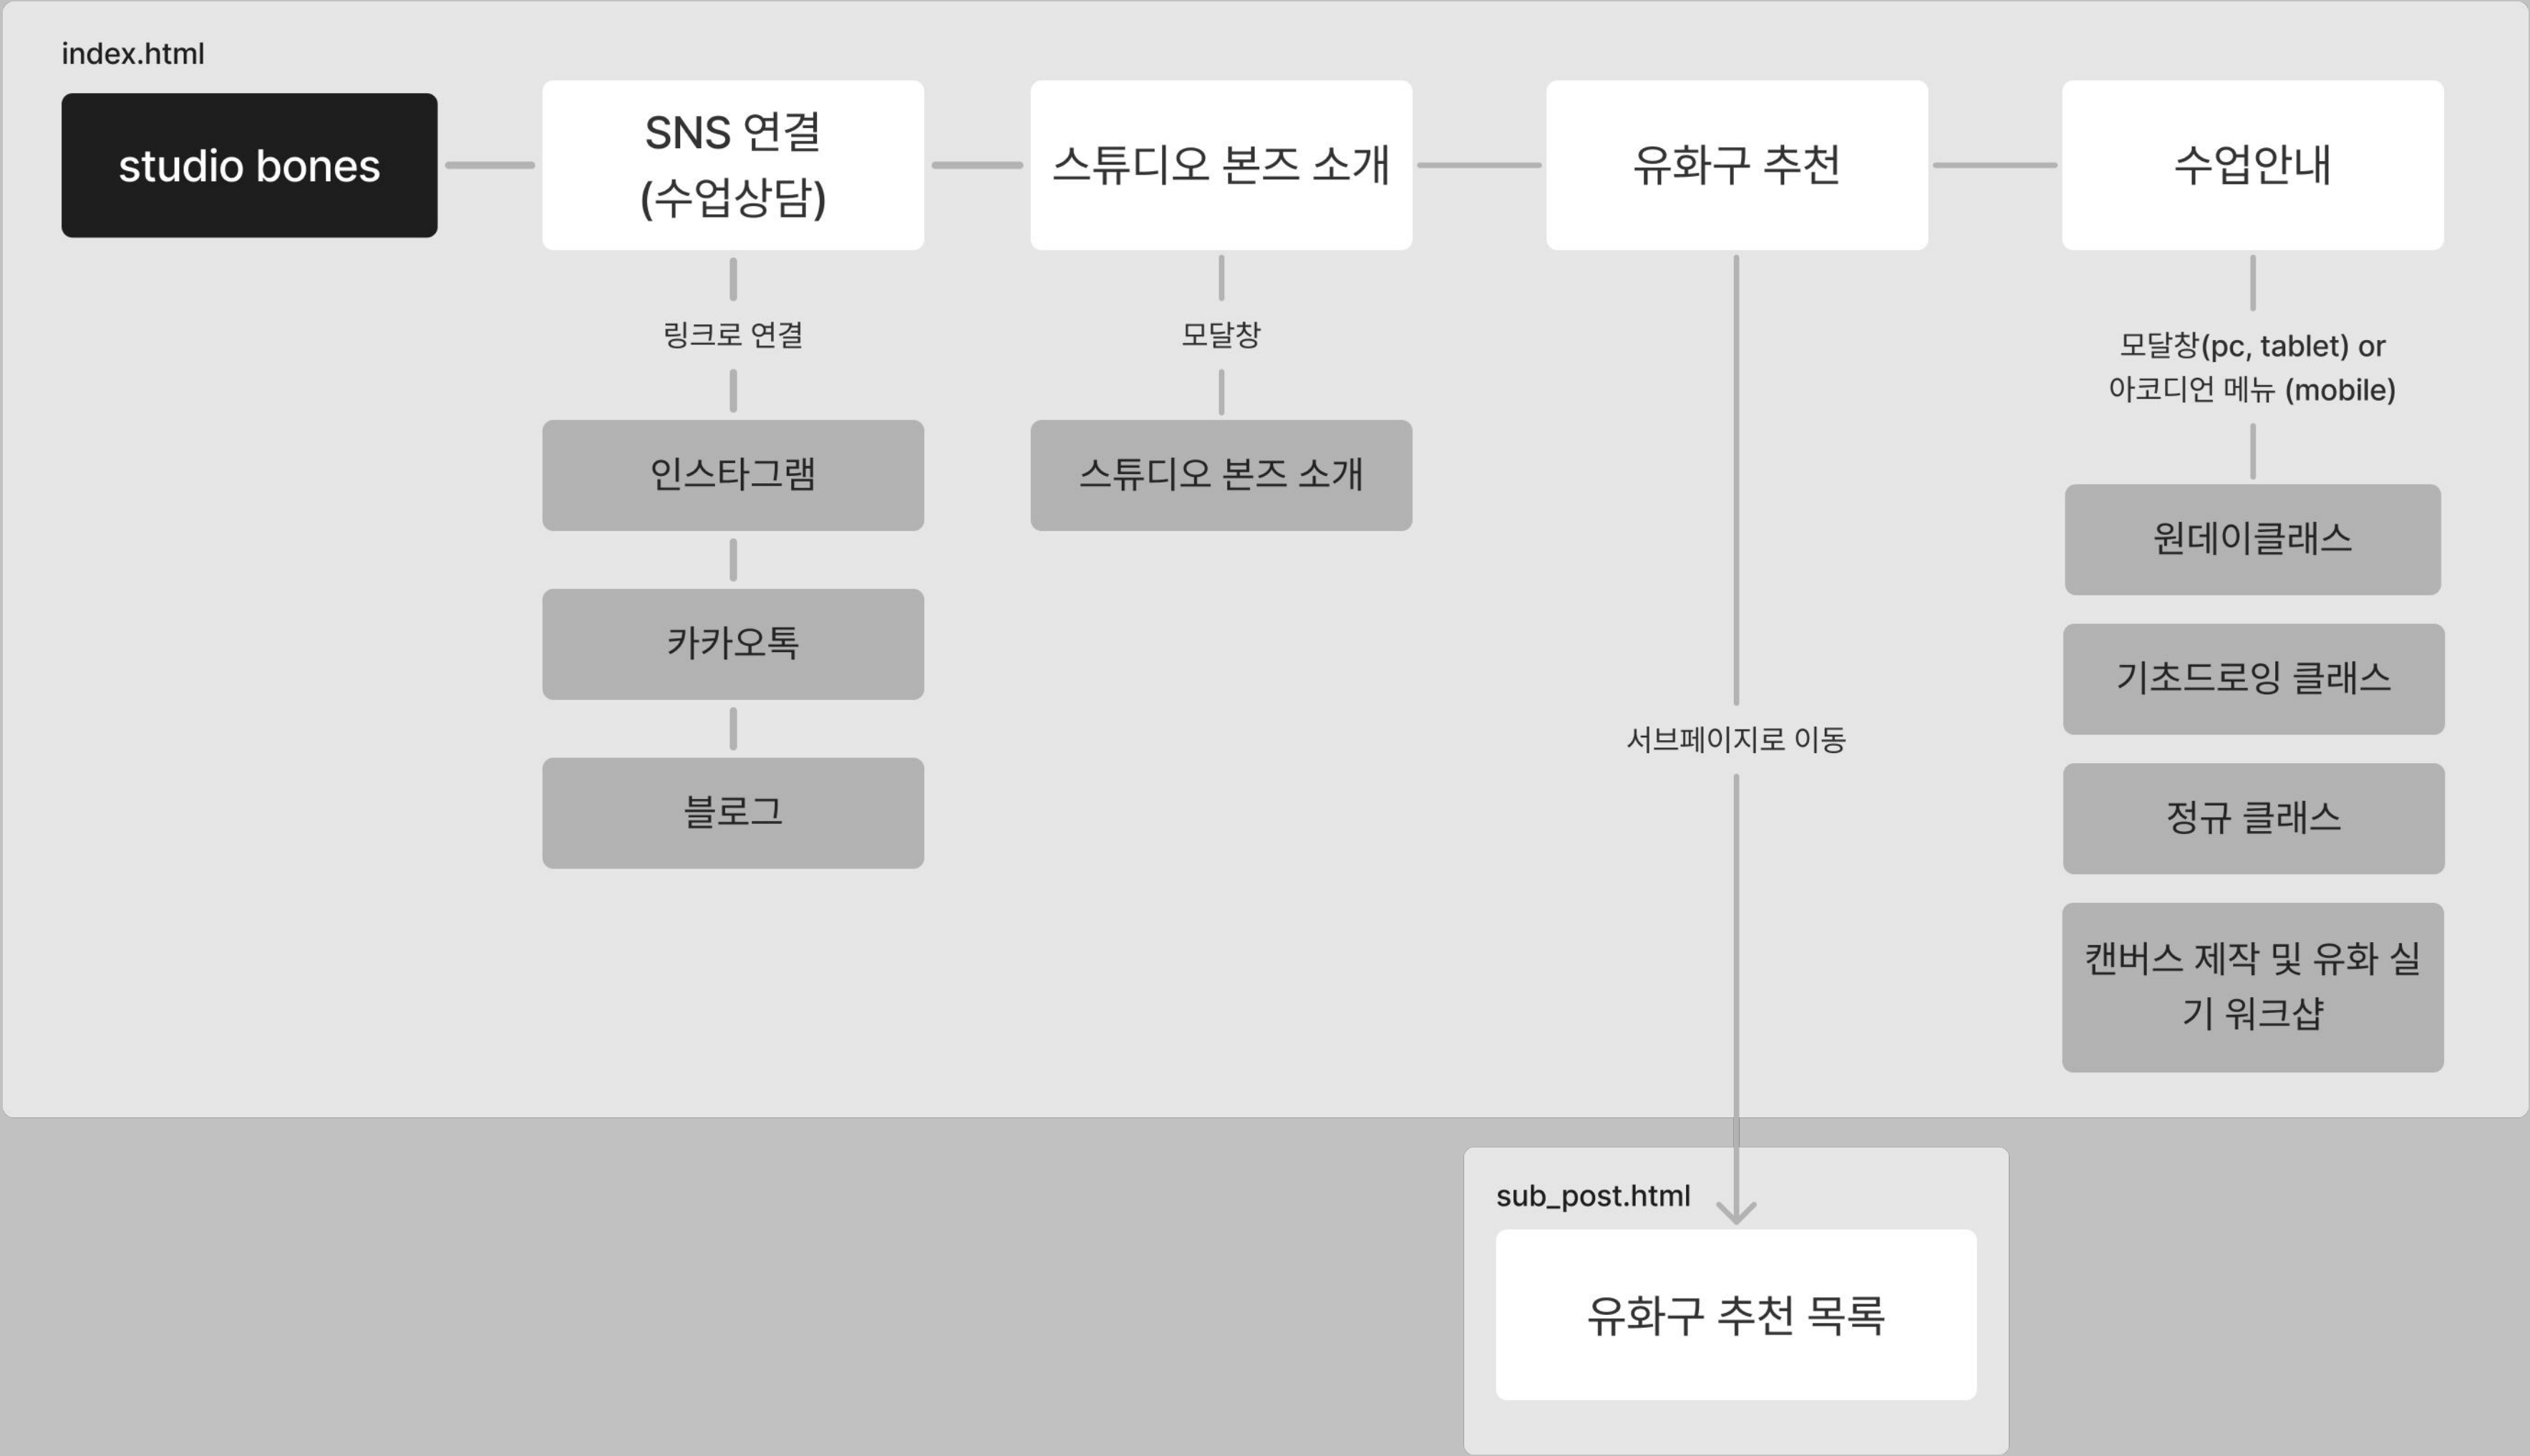 index.html
studio bones
SNS 연결
(수업상담)
스튜디오 본즈 소개
유화구 추천
수업안내
링크로 연결
인스타그램
카카오톡
블로그
모달창
스튜디오 본즈 소개
서브페이지로 이동
모달창(pc, tablet) or
아코디언 메뉴 (mobile)
원데이클래스
기초드로잉 클래스
정규 클래스
캔버스 제작 및 유화 실
기 워크샵
sub_post.html
유화구 추천 목록